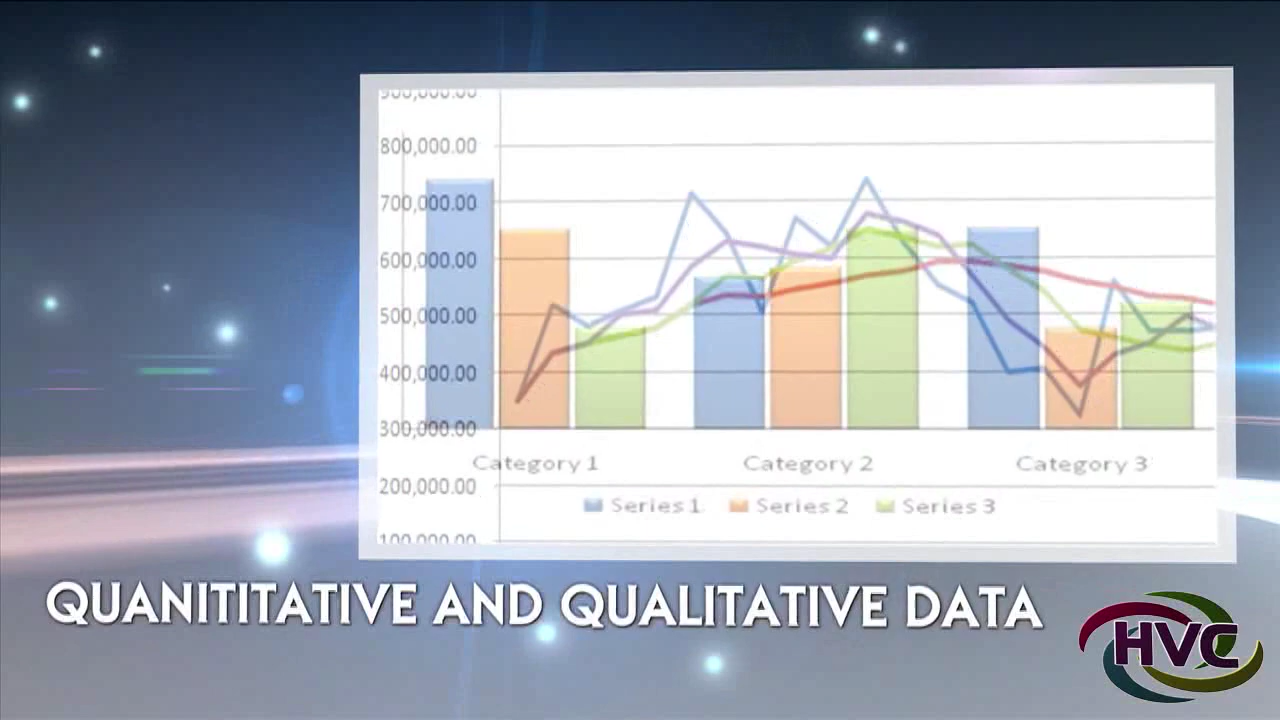 900,000.00
800,000.00
700,000.00
600,000.00
500,000.00
400,000.00
300,000.00
Category 1 Category 2 Category 3
200,000.00
Series 1 Series 2 Series 3
100,000.00
QUANITITATIVE AND QUALITATIVE DATA
HVC